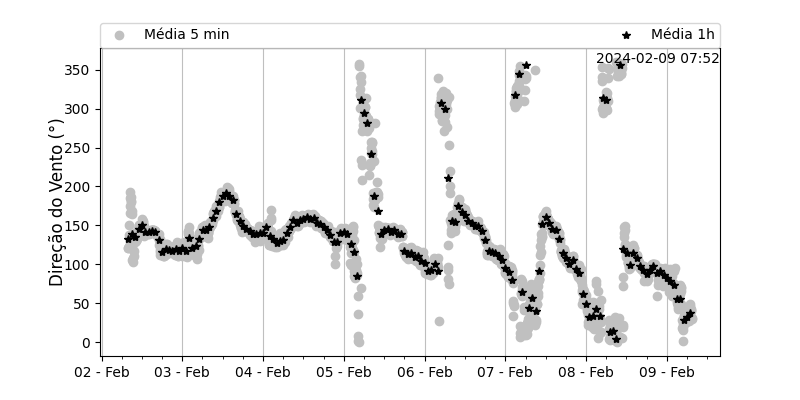 Média 5 min
Média 1h
2024-02-09 07:52
Direção do Vento (°)
350
300
250
200
150
100
50
0
02 - Feb
03 - Feb
04 - Feb
05 - Feb
06 - Feb
07 - Feb
08 - Feb
09 - Feb